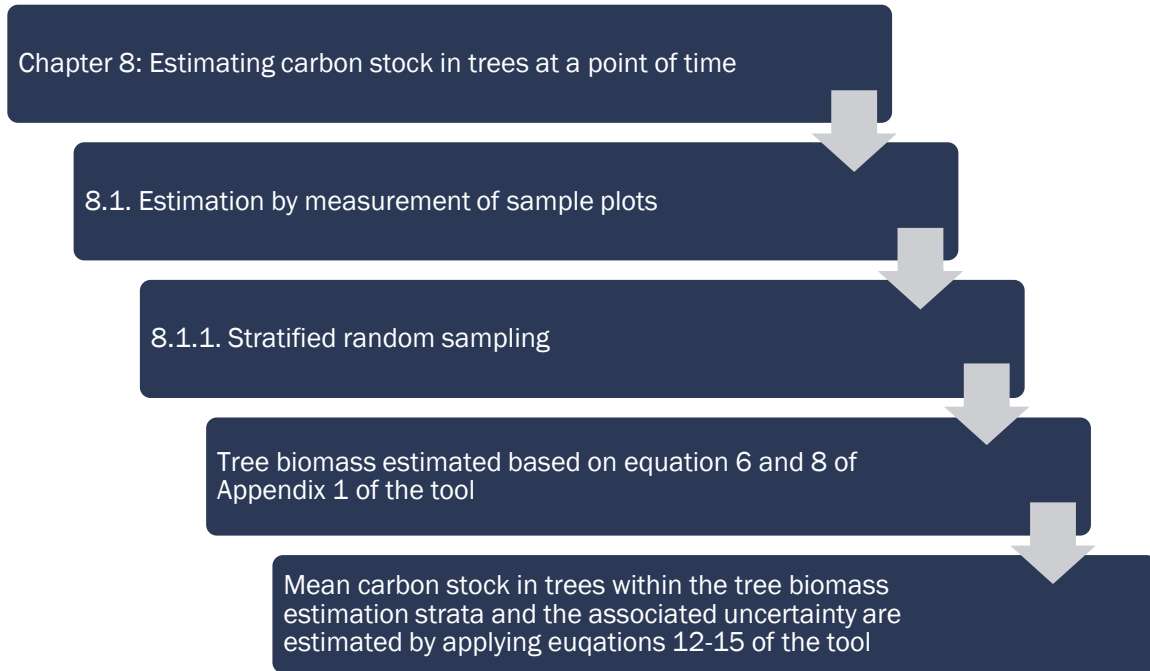 Chapter 8: Estimating carbon stock in trees at a point of time
8.1. Estimation by measurement of sample plots
8.1.1. Stratified random sampling
Tree biomass estimated based on equation 6 and 8 of
Appendix 1 of the tool
Mean carbon stock in trees within the tree biomass
estimation strata and the associated uncertainty are
estimated by applying euqations 12-15 of the tool